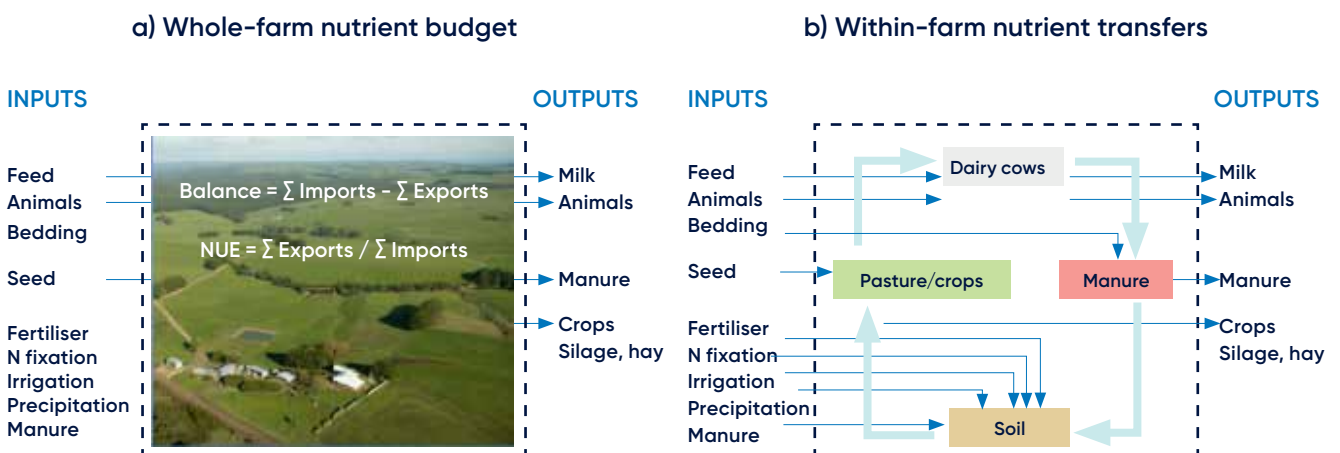 a) Whole-farm nutrient budget
INPUTS
OUTPUTS
Feed
Animals
Bedding
Seed
Fertiliser
N fixation
Irrigation
Precipitation
Manure
Balance = ∑ Imports - ∑ Exports
NUE = ∑ Exports / ∑ Imports
Milk
Animals
Manure
Crops
Silage, hay
b) Within-farm nutrient transfers
INPUTS
OUTPUTS
Feed
Animals
Bedding
Seed
Fertiliser
N fixation
Irrigation
Precipitation
Manure
Dairy cows
Pasture/crops
Manure
Soil
Milk
Animals
Manure
Crops
Silage, hay